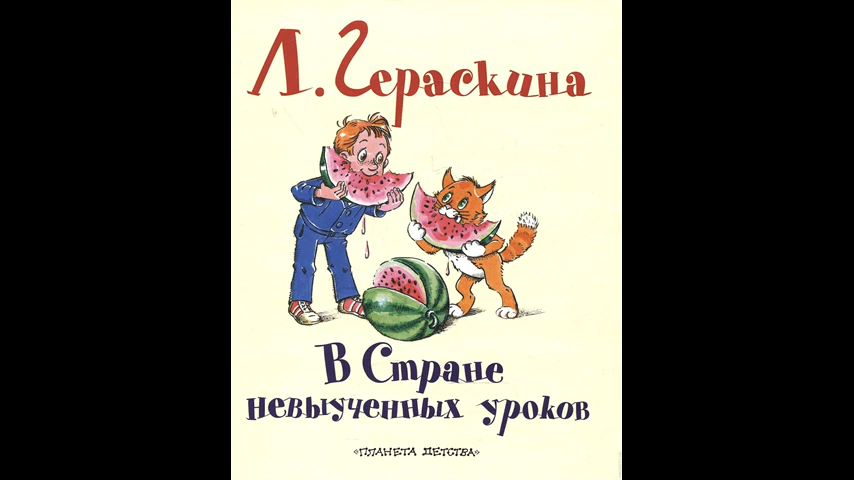 Л. Гераскина
В Стране
невыученных уроков
«ПЛАНЕТА ДЕТСТВА»